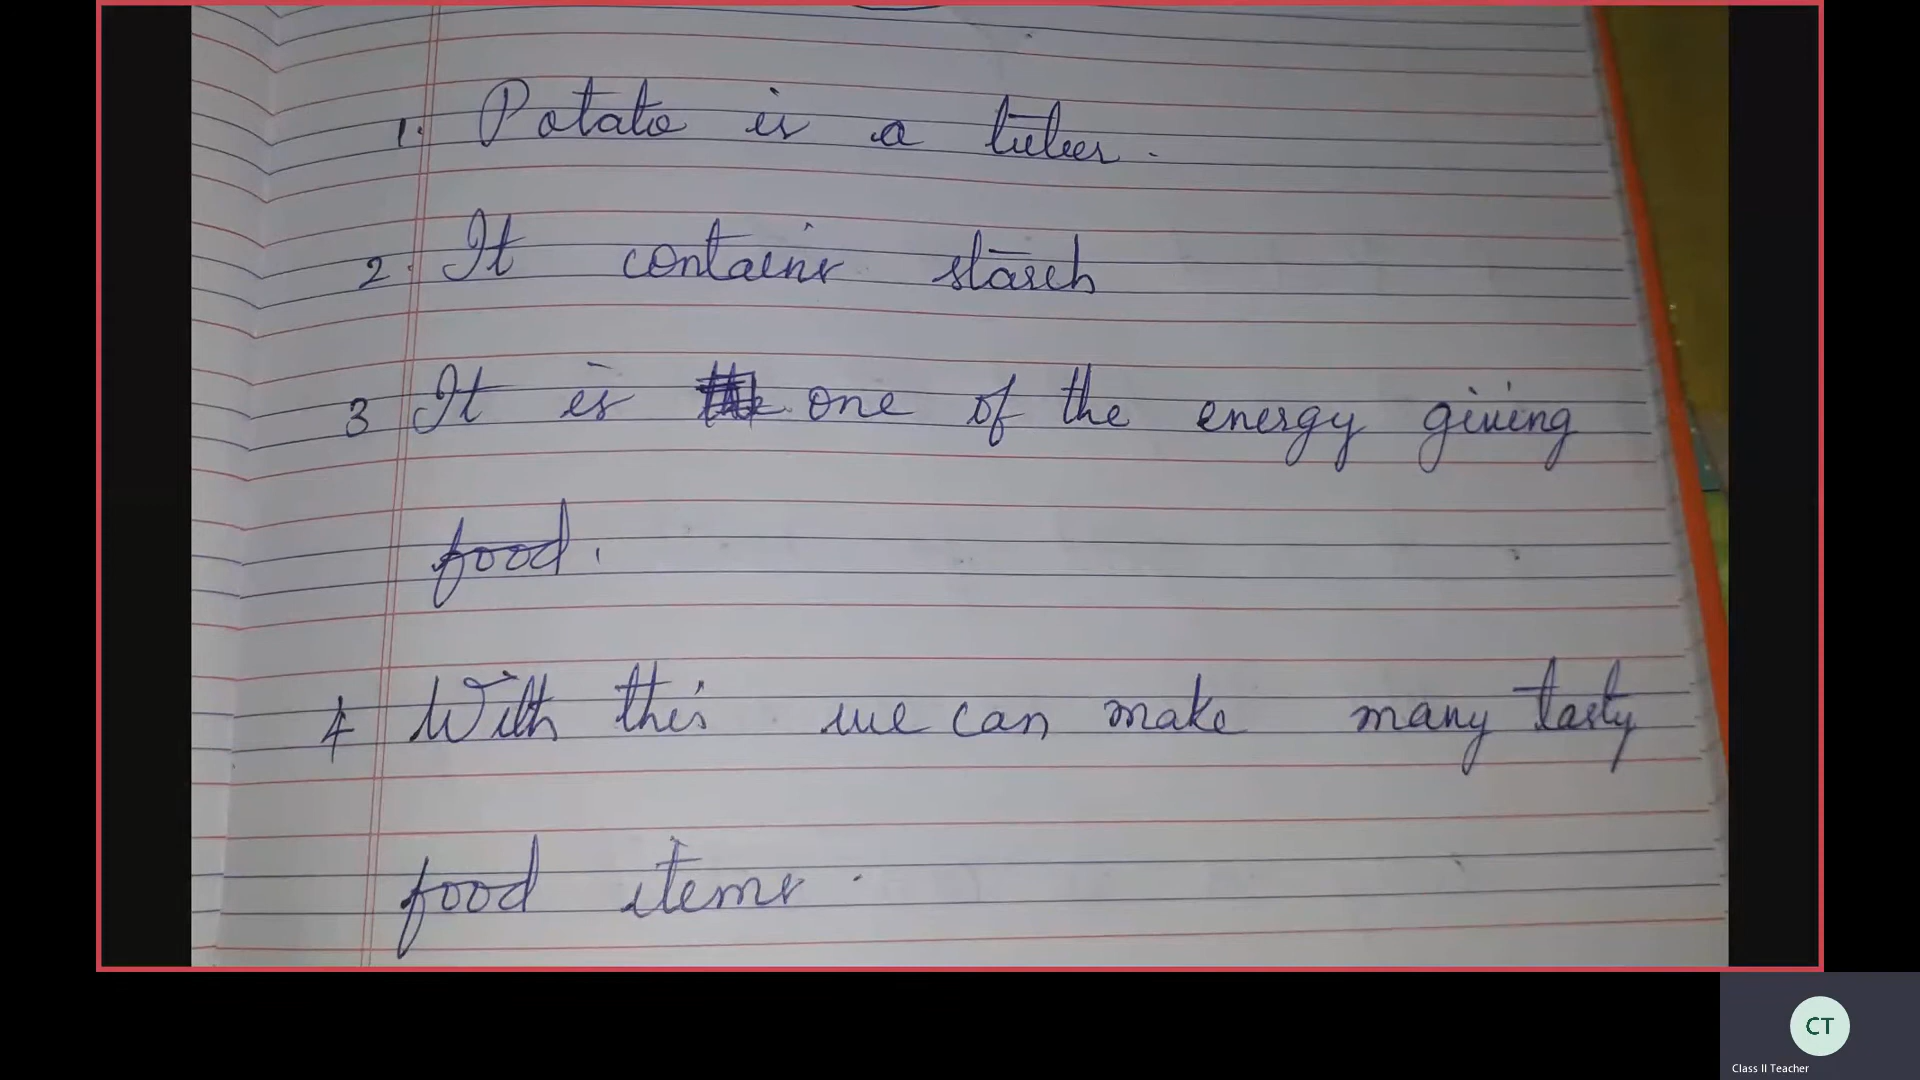 1. Potato is a tuber.
2. It contains starch
3 It is one of the energy giving
food.
4 With this we can make many tasty
food items.
CT
Class II Teacher